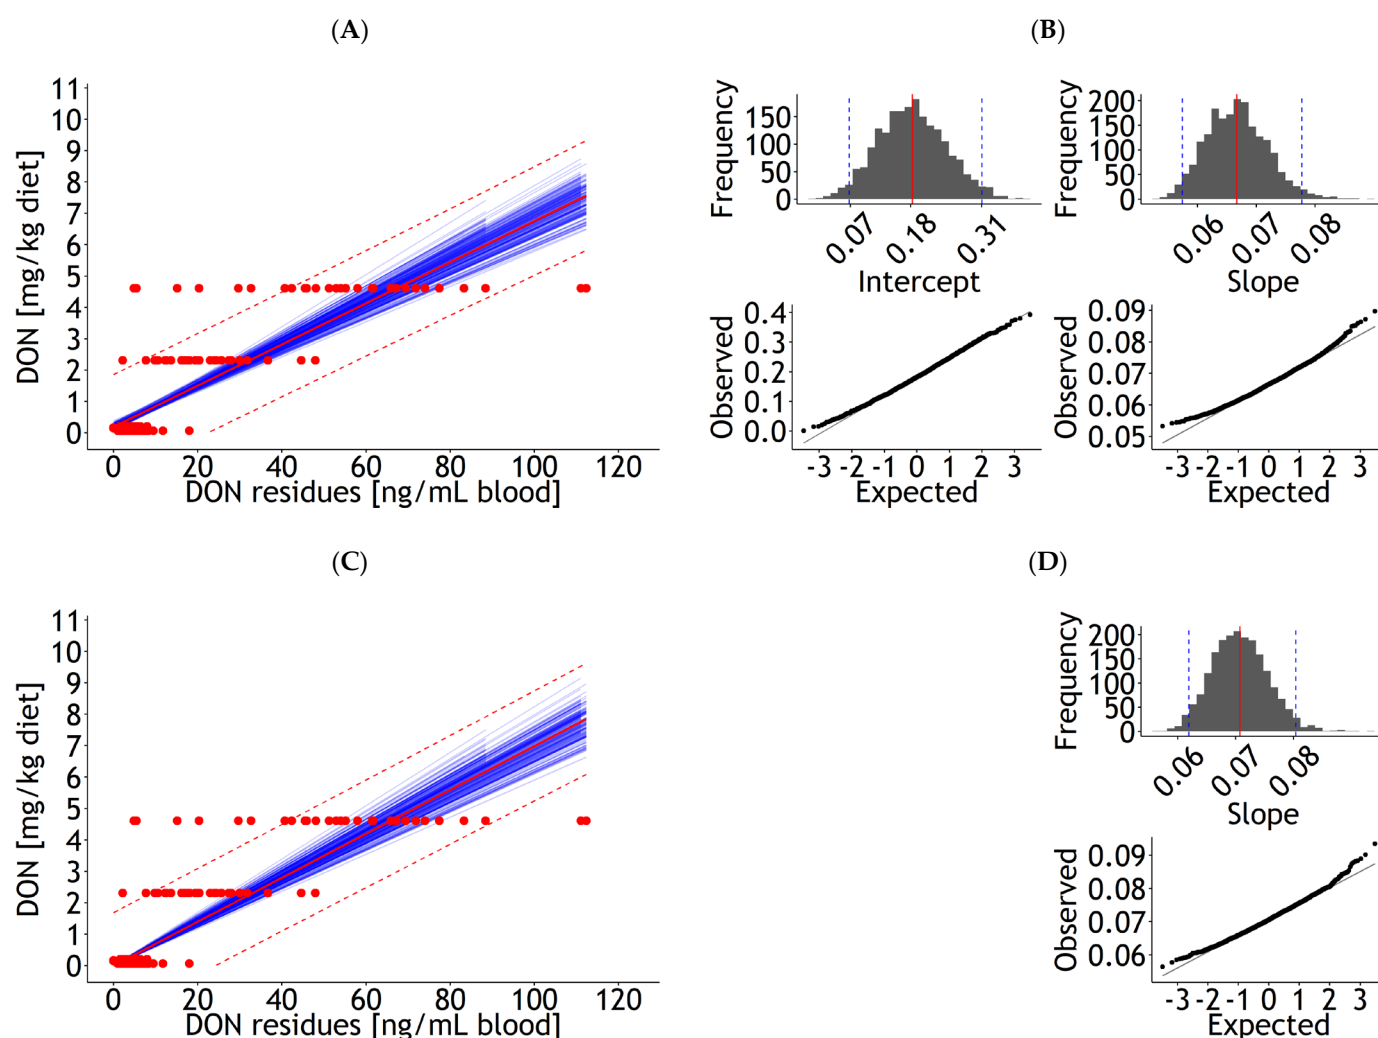 (A)
(B)
DON [mg/kg diet]
11
10
9
8
7
6
5
4
3
2
1
0
0 20 40 60 80 100 120
DON residues [ng/mL blood]
Frequency
150
100
50
0
0.07 0.18 0.31
Intercept
Frequency
200
150
100
50
0
0.06 0.07 0.08
Slope
Observed
0.4
0.3
0.2
0.1
0.0
-3 -2 -1 0 1 2 3
Expected
Observed
0.09
0.08
0.07
0.06
0.05
-3 -2 -1 0 1 2 3
Expected
(C)
(D)
DON [mg/kg diet]
11
10
9
8
7
6
5
4
3
2
1
0
0 20 40 60 80 100 120
DON residues [ng/mL blood]
Frequency
200
150
100
50
0
0.06 0.07 0.08
Slope
Observed
0.09
0.08
0.07
0.06
-3 -2 -1 0 1 2 3
Expected